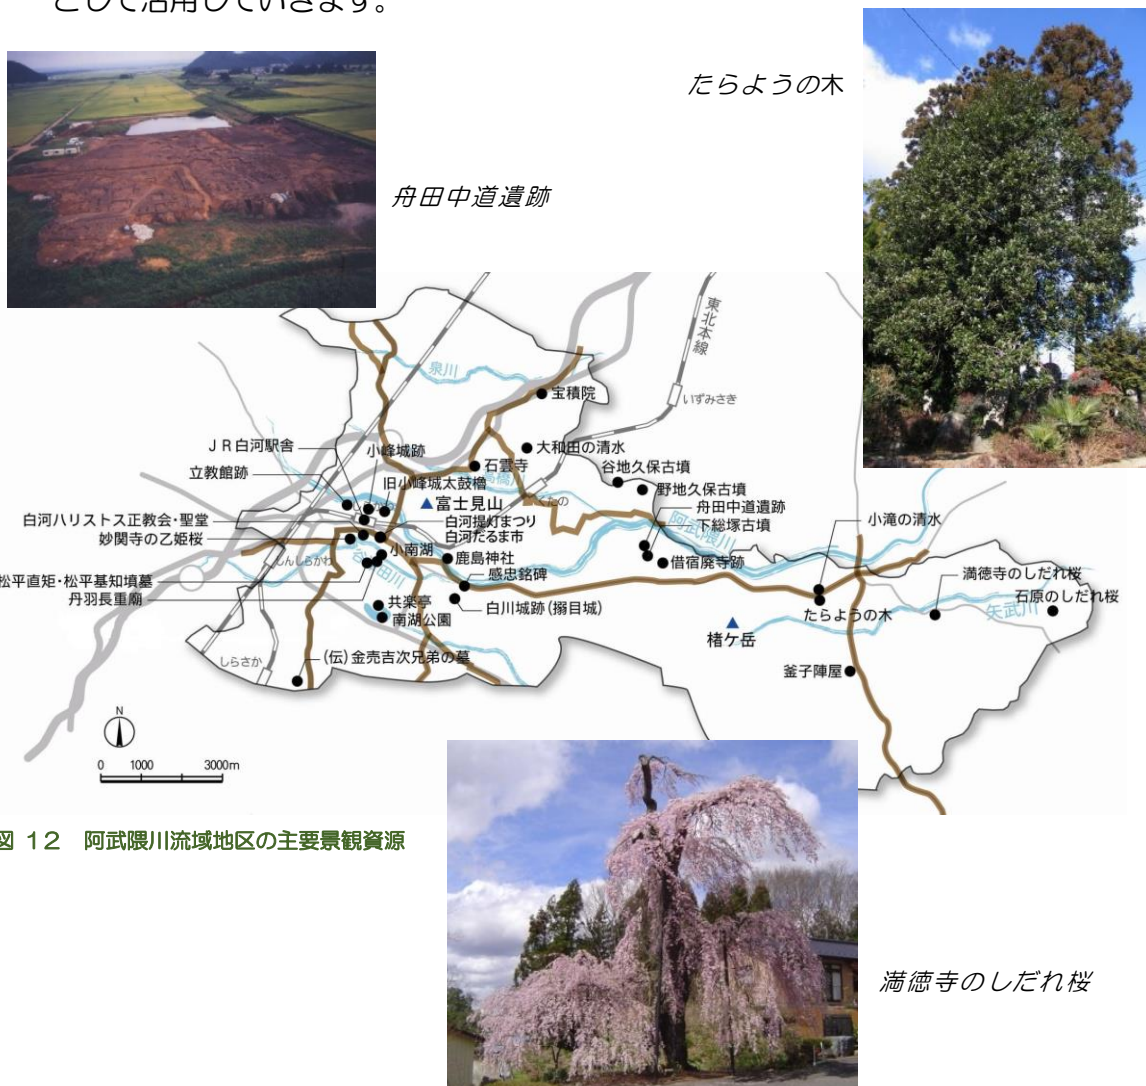 として活用していきます。
たらようの木
舟田中道遺跡
東北本線
泉川
宝積院
いずみさき
JR白河駅舎
小峰城跡
大和田の清水
立教館跡
石雲寺
谷地久保古墳
旧小峰城太鼓櫓
高橋川
野地久保古墳
富士見山
くたの
舟田中道遺跡
白河ハリストス正教会・聖堂
白河提灯まつり
阿武隈川
下総塚古墳
小滝の清水
妙関寺の乙姫桜
白河だるま市
小南湖
鹿島神社
借宿廃寺跡
しんしらかわ
谷津田川
感忠銘碑
満徳寺のしだれ桜
松平直矩・松平基知墳墓
石原のしだれ桜
丹羽長重廟
共楽亭
白川城跡(搦目城)
たらようの木
矢武川
南湖公園
楮ケ岳
しらさか
(伝)金売吉次兄弟の墓
釜子陣屋
N
0 1000 3000m
図 12 阿武隈川流域地区の主要景観資源
満徳寺のしだれ桜